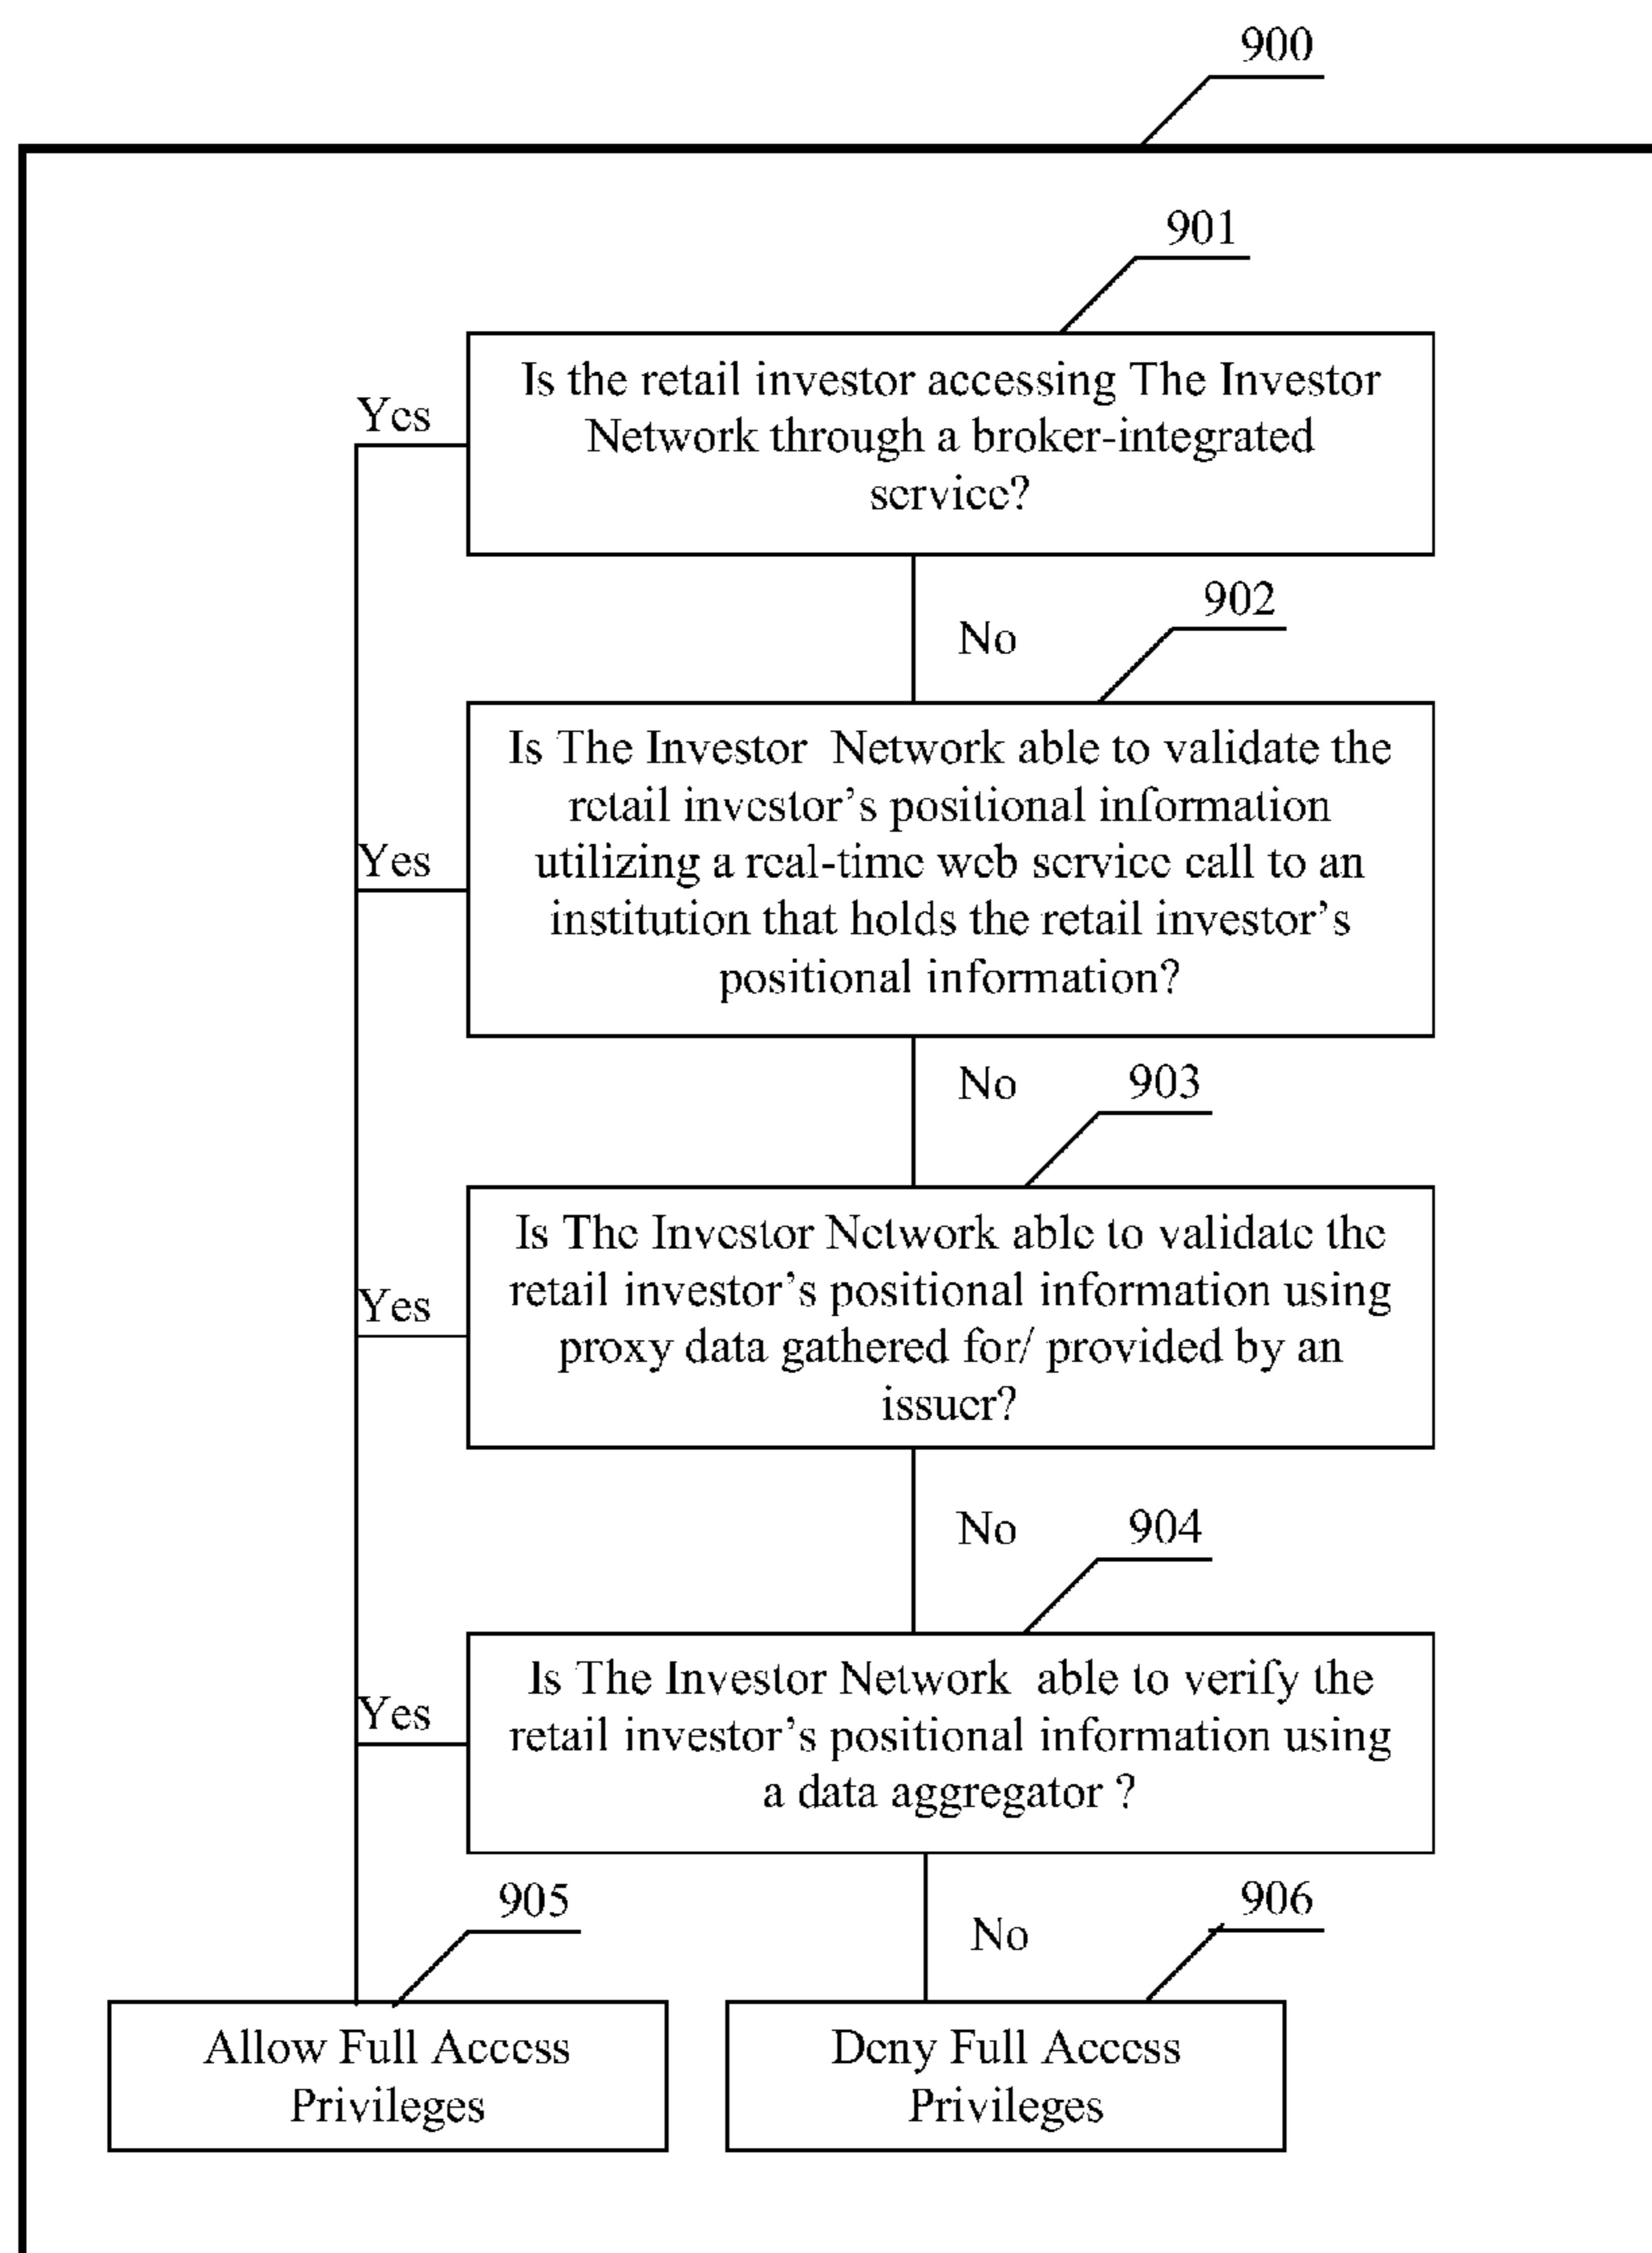 900
901
Is the retail investor accessing The Investor
Network through a broker-integrated
service?
Yes
No
902
Is The Investor Network able to validate the
retail investor's positional information
utilizing a real-time web service call to an
institution that holds the retail investor's
positional information?
Yes
No
903
Is The Investor Network able to validate the
retail investor's positional information using
proxy data gathered for/ provided by an
issuer?
Yes
No
904
Is The Investor Network able to verify the
retail investor's positional information using
a data aggregator ?
Yes
No
905
Allow Full Access
Privileges
906
Deny Full Access
Privileges